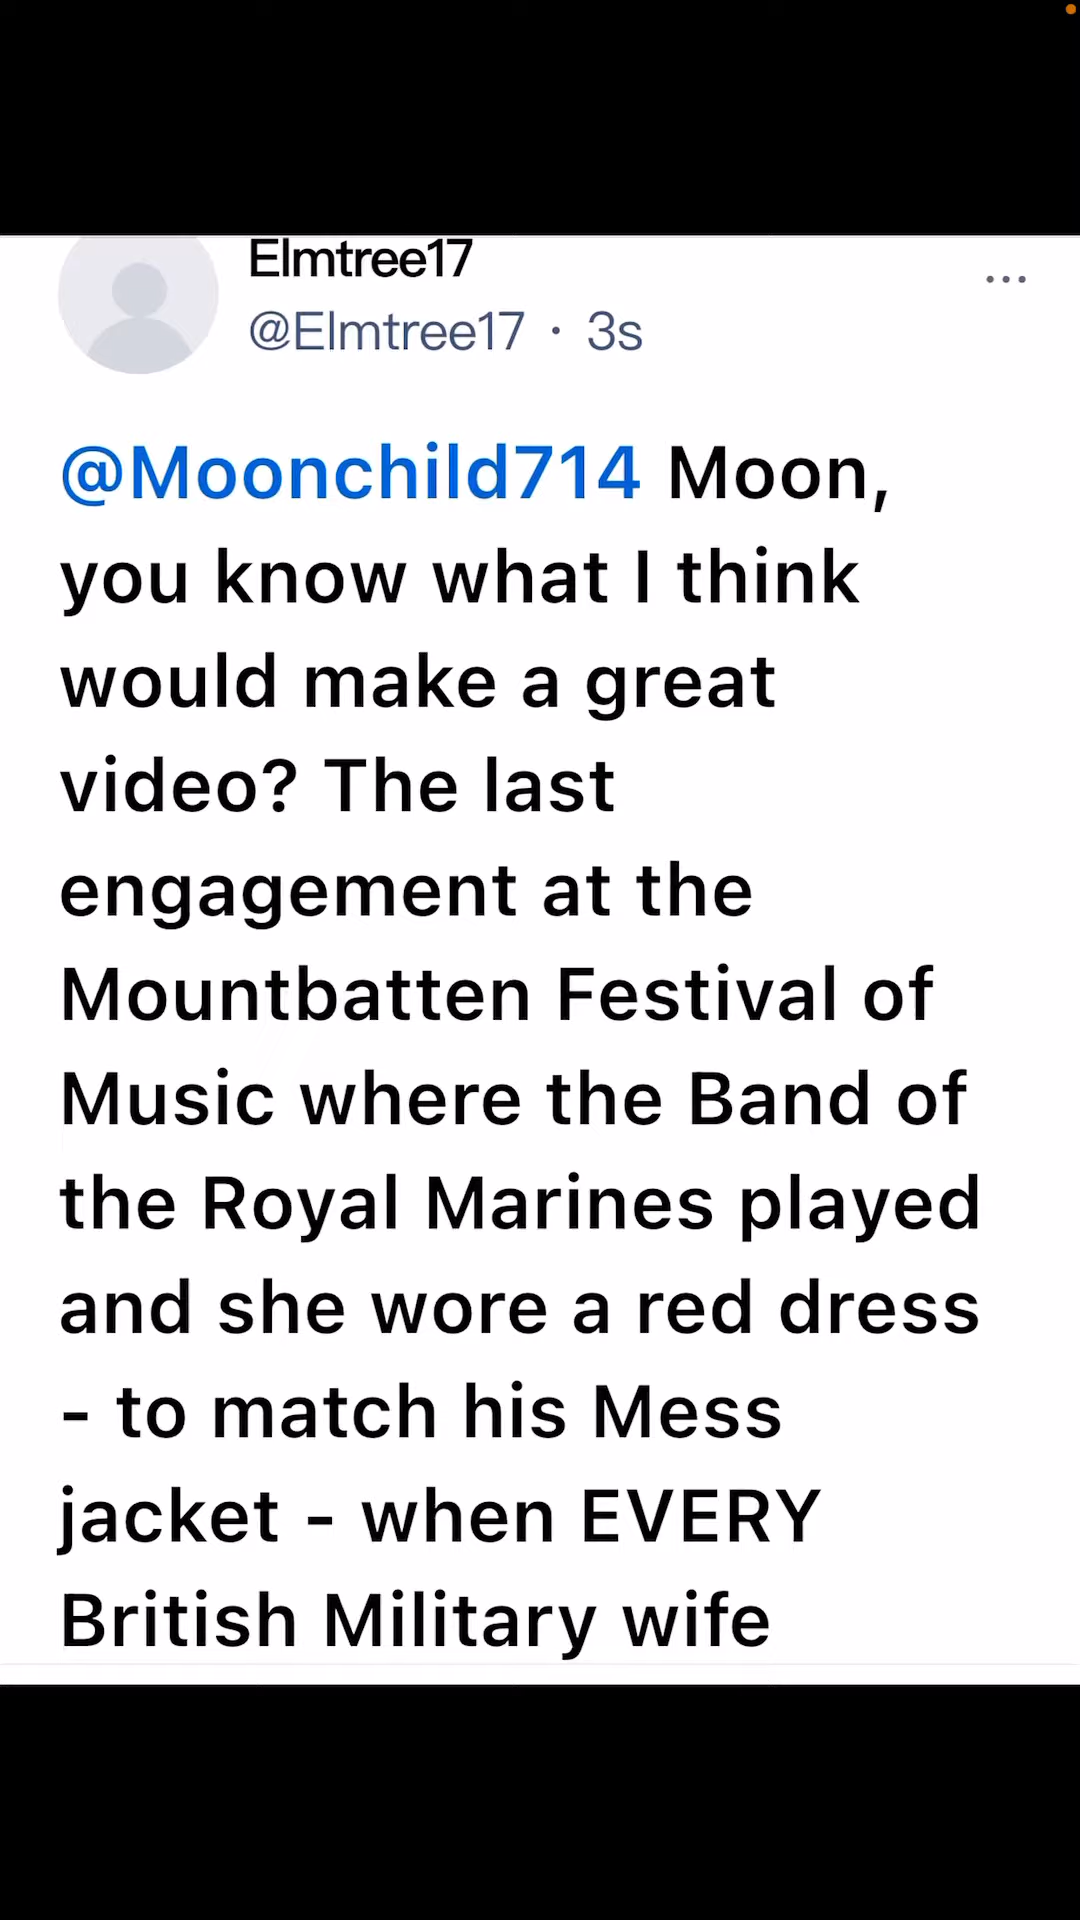 Elmtree17
@Elmtree17 · 3s
@Moonchild714 Moon,
you know what I think
would make a great
video? The last
engagement at the
Mountbatten Festival of
Music where the Band of
the Royal Marines played
and she wore a red dress
- to match his Mess
jacket - when EVERY
British Military wife